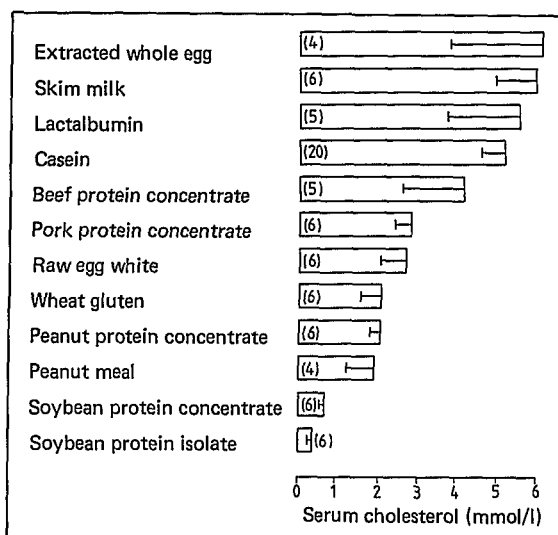 Extracted whole egg (4)
Skim milk (6)
Lactalbumin (5)
Casein (20)
Beef protein concentrate (5)
Pork protein concentrate (6)
Raw egg white (6)
Wheat gluten (6)
Peanut protein concentrate (6)
Peanut meal (4)
Soybean protein concentrate (6)
Soybean protein isolate (6)
0 1 2 3 4 5 6
Serum cholesterol (mmol/l)